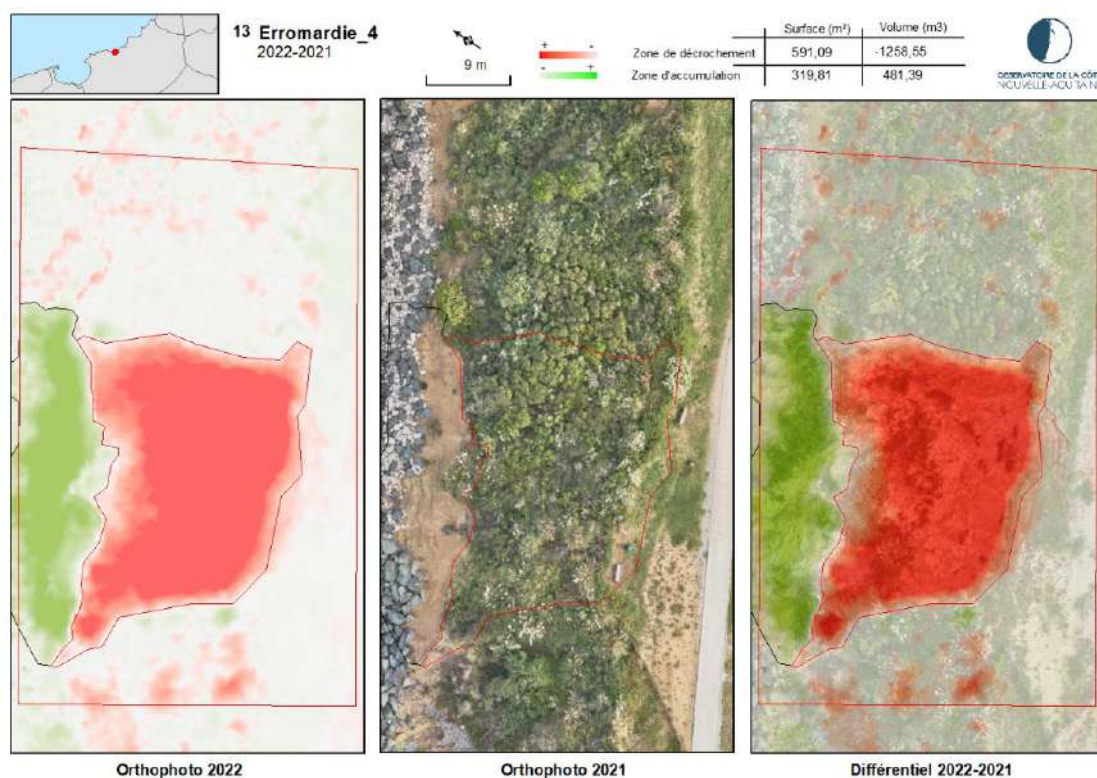 13 Erromardie_4
2022-2021
9 m
+ -
- +
Surface (m²) Volume (m3)
Zone de décrochement 591,09 -1258,55
Zone d'accumulation 319,81 481,39
OBSERVATOIRE DE LA CÔT
NOUVELLE-AQUITAIN
Orthophoto 2022
Orthophoto 2021
Différentiel 2022-2021